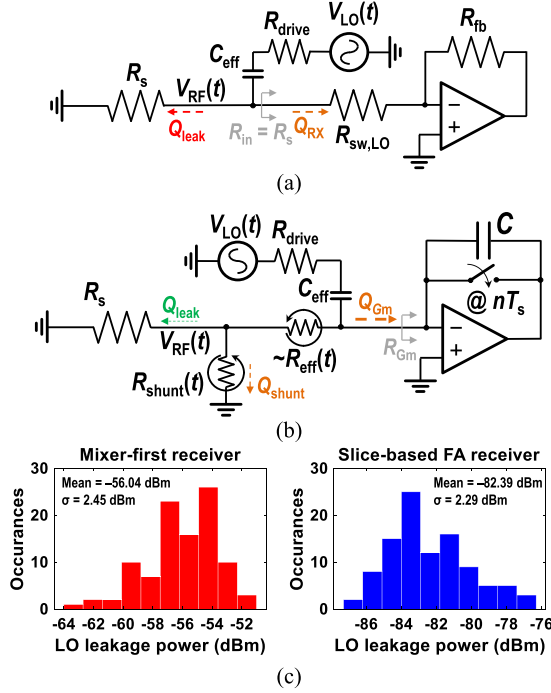 V_LO(t)
R_drive
R_fb
C_eff
R_s
V_RF(t)
Q_leak
R_in = R_s
Q_RX
R_sw,LO
−
+
(a)
V_LO(t)
R_drive
C
C_eff
Q_Gm
@ nT_s
R_s
Q_leak
V_RF(t)
~R_eff(t)
R_Gm
−
+
R_shunt(t)
Q_shunt
(b)
Mixer-first receiver
Mean = −56.04 dBm
σ = 2.45 dBm
Occurances
30
20
10
0
-64 -62 -60 -58 -56 -54 -52
LO leakage power (dBm)
Slice-based FA receiver
Mean = −82.39 dBm
σ = 2.29 dBm
Occurances
30
20
10
0
-86 -84 -82 -80 -78 -76
LO leakage power (dBm)
(c)